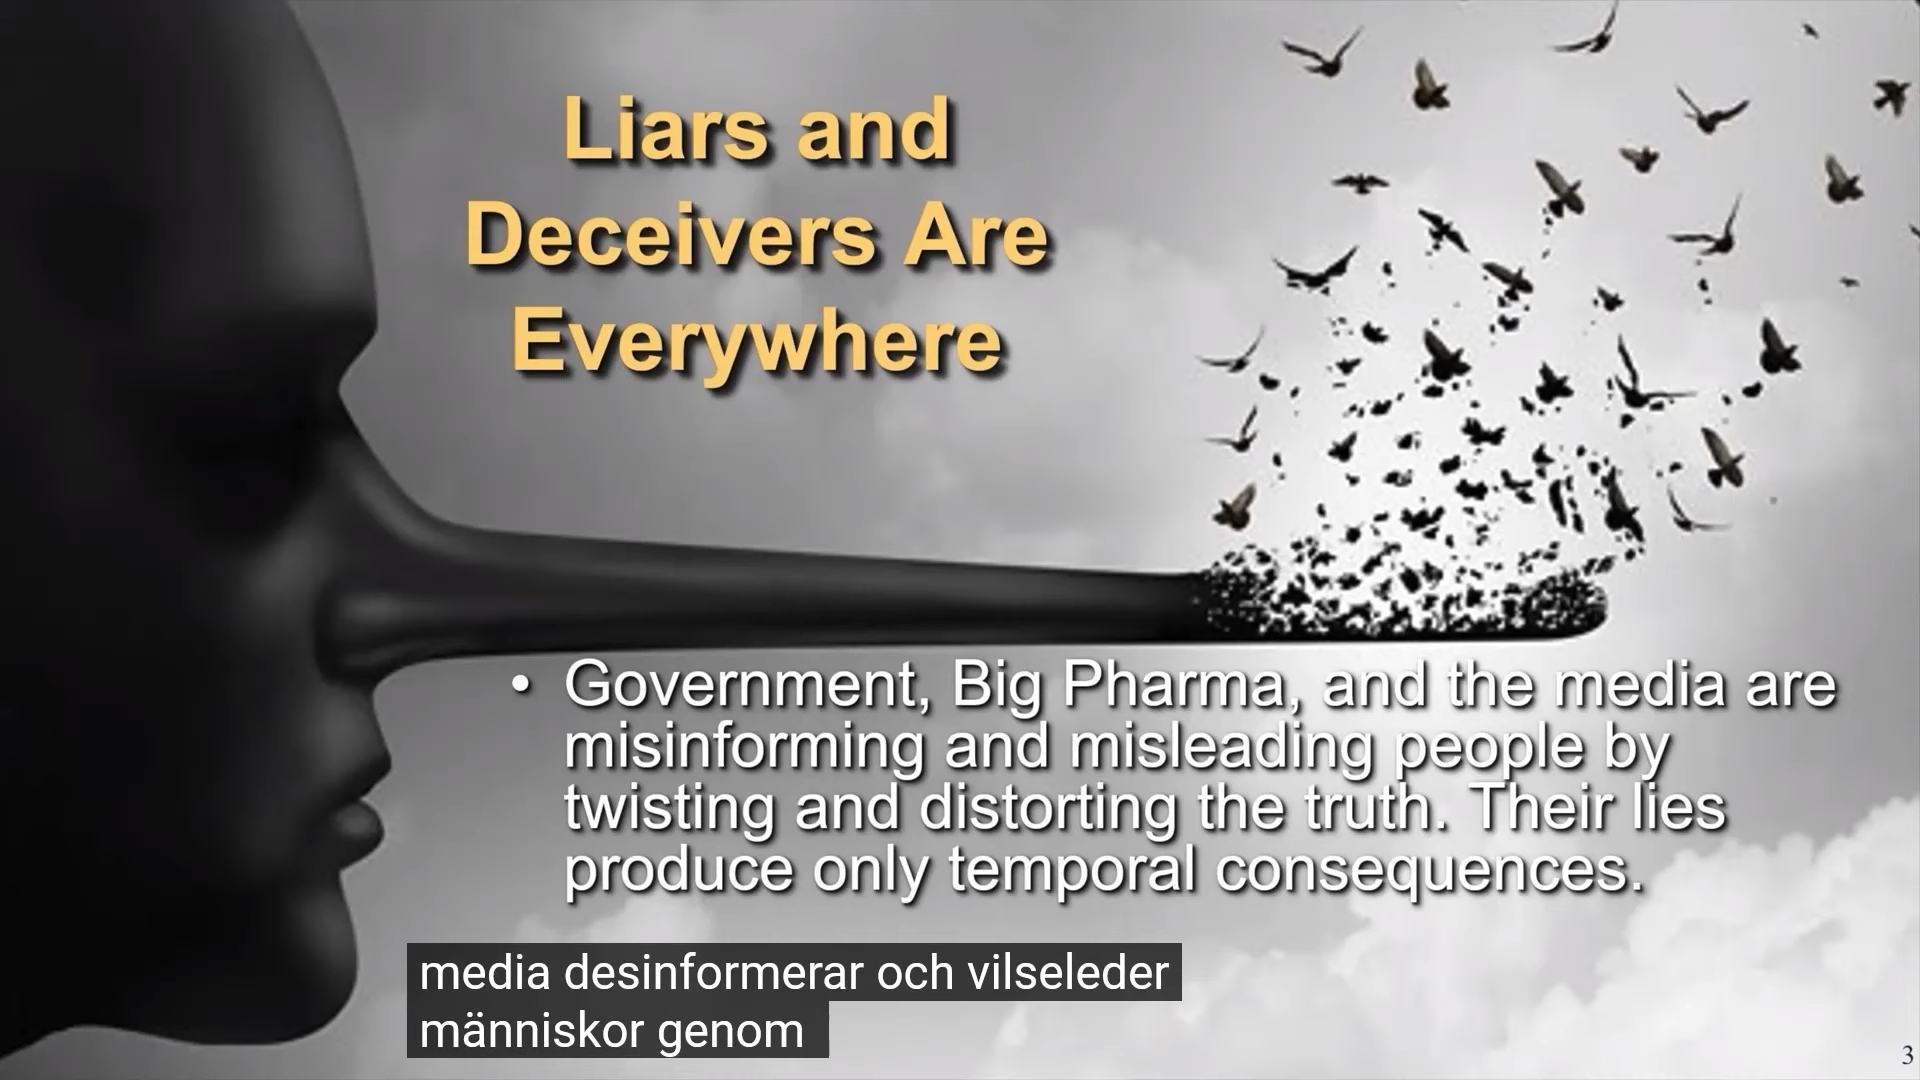 Liars and
Deceivers Are
Everywhere
• Government, Big Pharma, and the media are
misinforming and misleading people by
twisting and distorting the truth. Their lies
produce only temporal consequences.
media desinformerar och vilseleder
människor genom
3